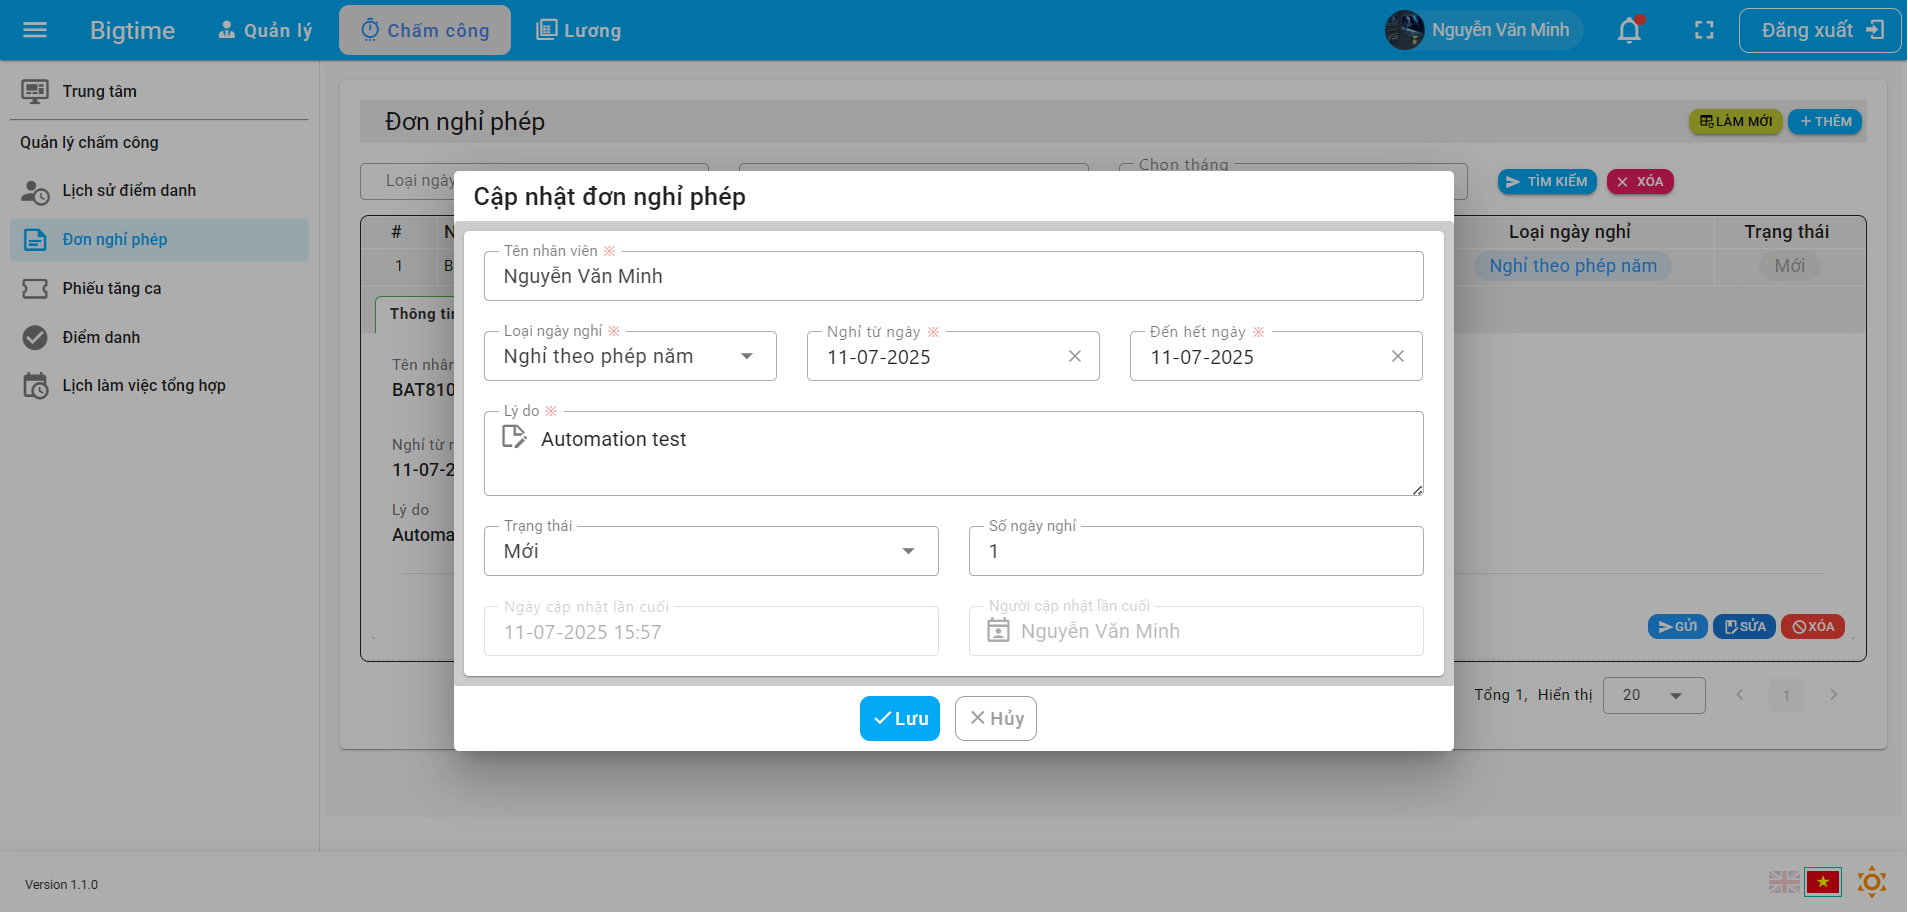 Bigtime
Quản lý
Chấm công
Lương
Nguyễn Văn Minh
Đăng xuất
Trung tâm
Quản lý chấm công
Lịch sử điểm danh
Đơn nghỉ phép
Phiếu tăng ca
Điểm danh
Lịch làm việc tổng hợp
Đơn nghỉ phép
LÀM MỚI
THÊM
Loại ngày
Chọn tháng
TÌM KIẾM
XÓA
#
Loại ngày nghỉ
Trạng thái
1
Nghỉ theo phép năm
Mới
Thông tin
Tên nhân
BAT810
Nghỉ từ n
11-07-2
Lý do
Automa
GỬI
SỬA
XÓA
Tổng 1, Hiển thị
20
1
Cập nhật đơn nghỉ phép
Tên nhân viên ※
Nguyễn Văn Minh
Loại ngày nghỉ ※
Nghỉ theo phép năm
Nghỉ từ ngày ※
11-07-2025
Đến hết ngày ※
11-07-2025
Lý do ※
Automation test
Trạng thái
Mới
Số ngày nghỉ
1
Ngày cập nhật lần cuối
11-07-2025 15:57
Người cập nhật lần cuối
Nguyễn Văn Minh
Lưu
Hủy
Version 1.1.0